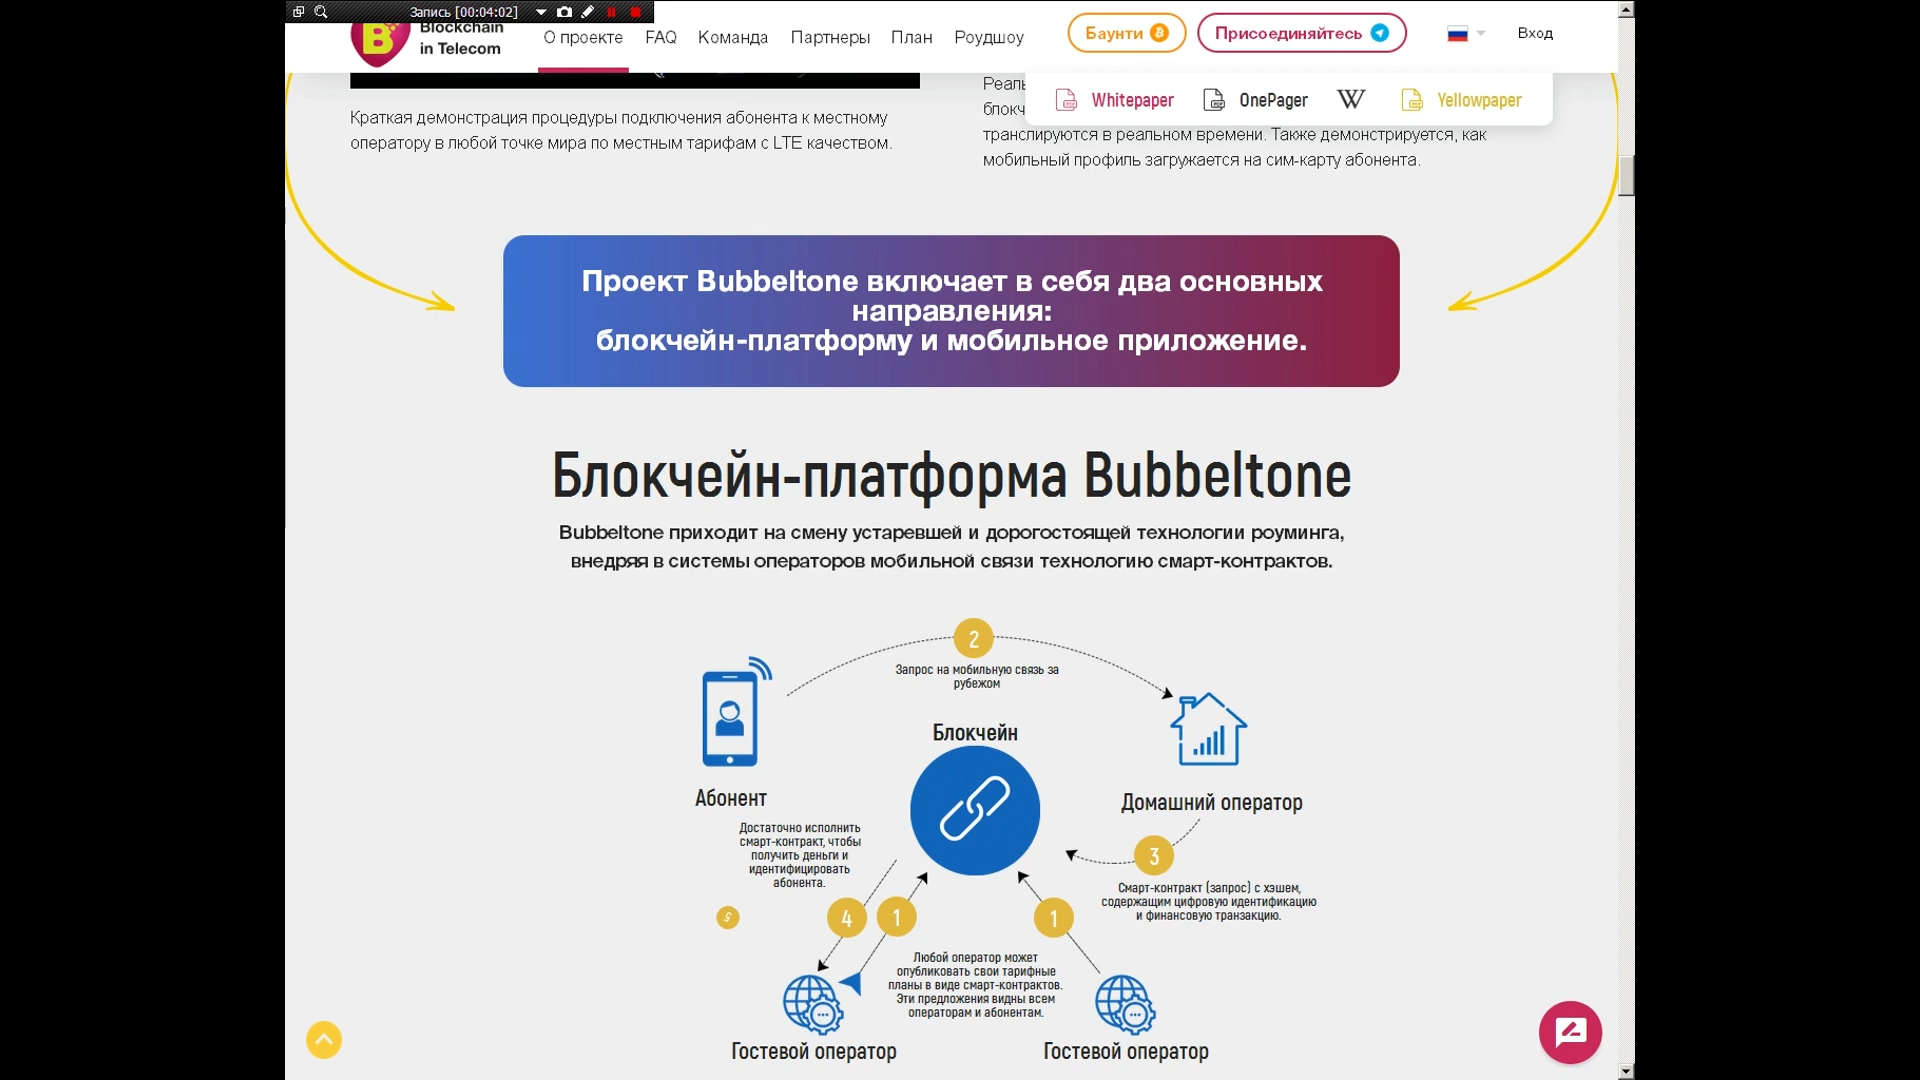 Запись [00:04:02]
Blockchain
in Telecom
О проекте FAQ Команда Партнеры План Роудшоу
Баунти
Присоединяйтесь
Вход
Whitepaper OnePager W Yellowpaper
Краткая демонстрация процедуры подключения абонента к местному
оператору в любой точке мира по местным тарифам с LTE качеством.
транслируются в реальном времени. Также демонстрируется, как
мобильный профиль загружается на сим-карту абонента.
Проект Bubbeltone включает в себя два основных
направления:
блокчейн-платформу и мобильное приложение.
Блокчейн-платформа Bubbeltone
Bubbeltone приходит на смену устаревшей и дорогостоящей технологии роуминга,
внедряя в системы операторов мобильной связи технологию смарт-контрактов.
2
Запрос на мобильную связь за
рубежом
Блокчейн
Абонент
Домашний оператор
Достаточно исполнить
смарт-контракт, чтобы
получить деньги и
идентифицировать
абонента.
3
Смарт-контракт (запрос) с хэшем,
содержащим цифровую идентификацию
и финансовую транзакцию.
5
4
1
1
Любой оператор может
опубликовать свои тарифные
планы в виде смарт-контрактов.
Эти предложения видны всем
операторам и абонентам.
Гостевой оператор
Гостевой оператор